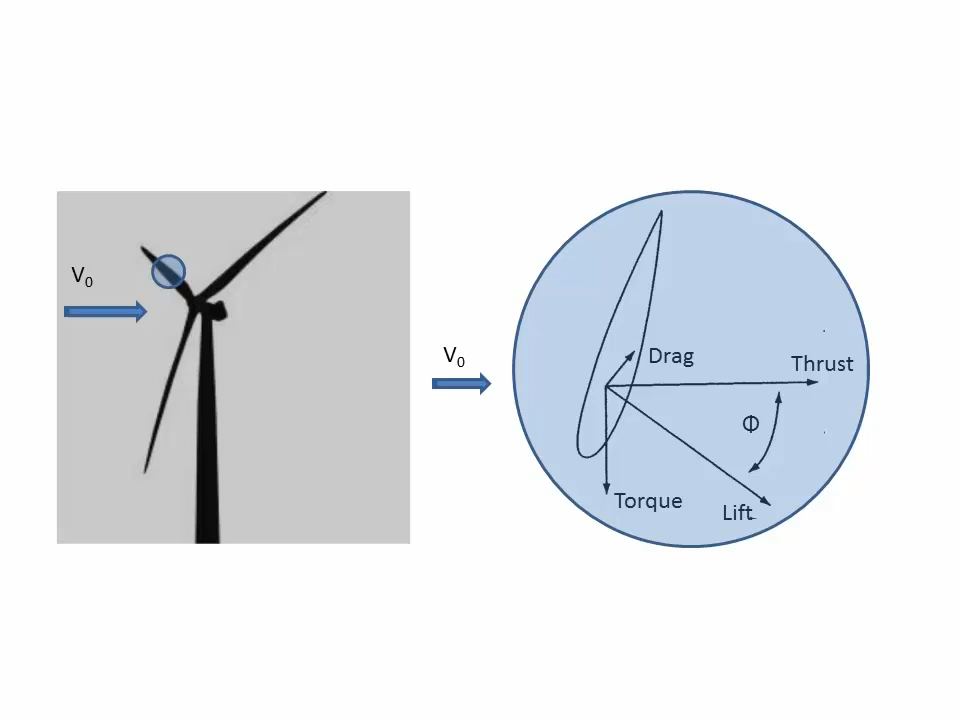 V₀
V₀
Drag
Thrust
Φ
Torque
Lift